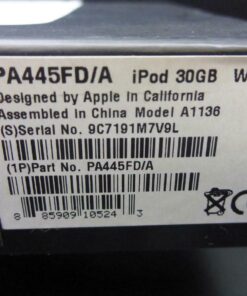 PA445FD/A iPod 30GB W
Designed by Apple in California
Assembled in China Model A1136
(S)Serial No. 9C7191M7V9L
(1P)Part No. PA445FD/A
8 85909 10524 3